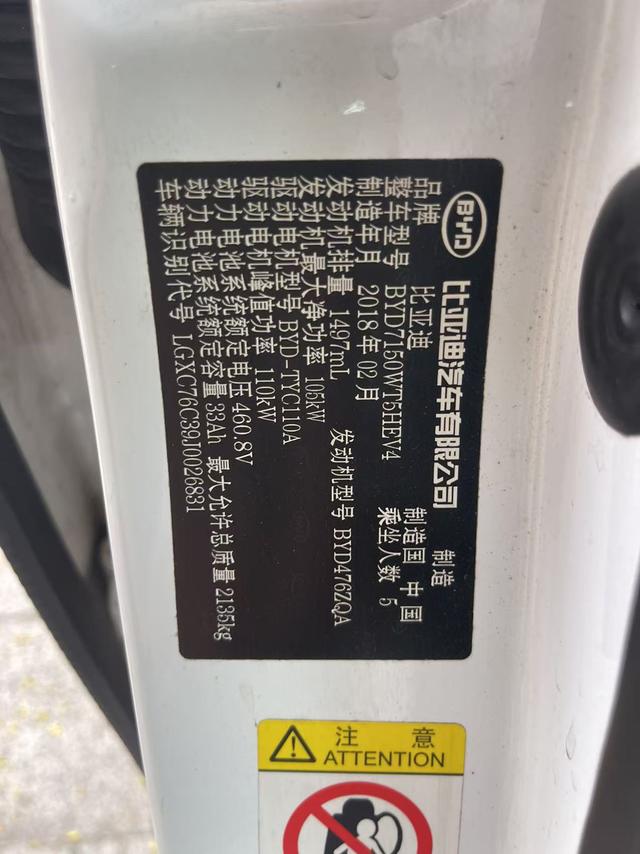 BYD 比亚迪汽车有限公司 制造
品牌 比亚迪 制造国 中国
整车型号 BYD7150WT5HEV4 乘坐人数 5
制造年月 2018年02月
发动机排量 1497mL 发动机型号 BYD476ZQA
发动机最大净功率 105kW
驱动电机型号 BYD-TYC110A
驱动电机峰值功率 110kW
动力电池系统额定电压 460.8V
动力电池系统额定容量 33Ah 最大允许总质量 2135kg
车辆识别代号 LGXC76C39J0026831
注 意
ATTENTION